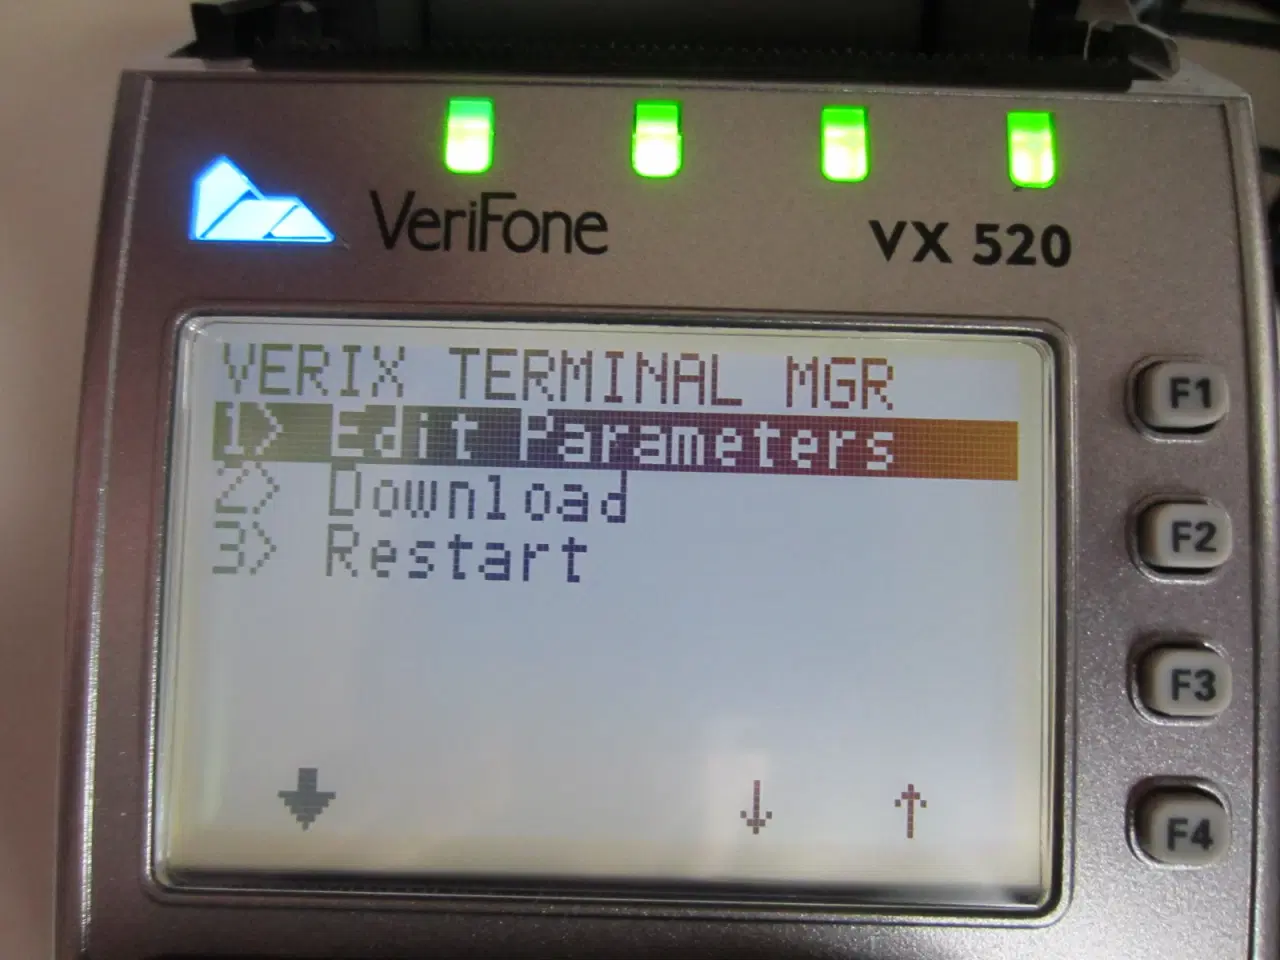 VeriFone
VX 520
VERIX TERMINAL MGR
1> Edit Parameters
2> Download
3> Restart
F1
F2
F3
F4